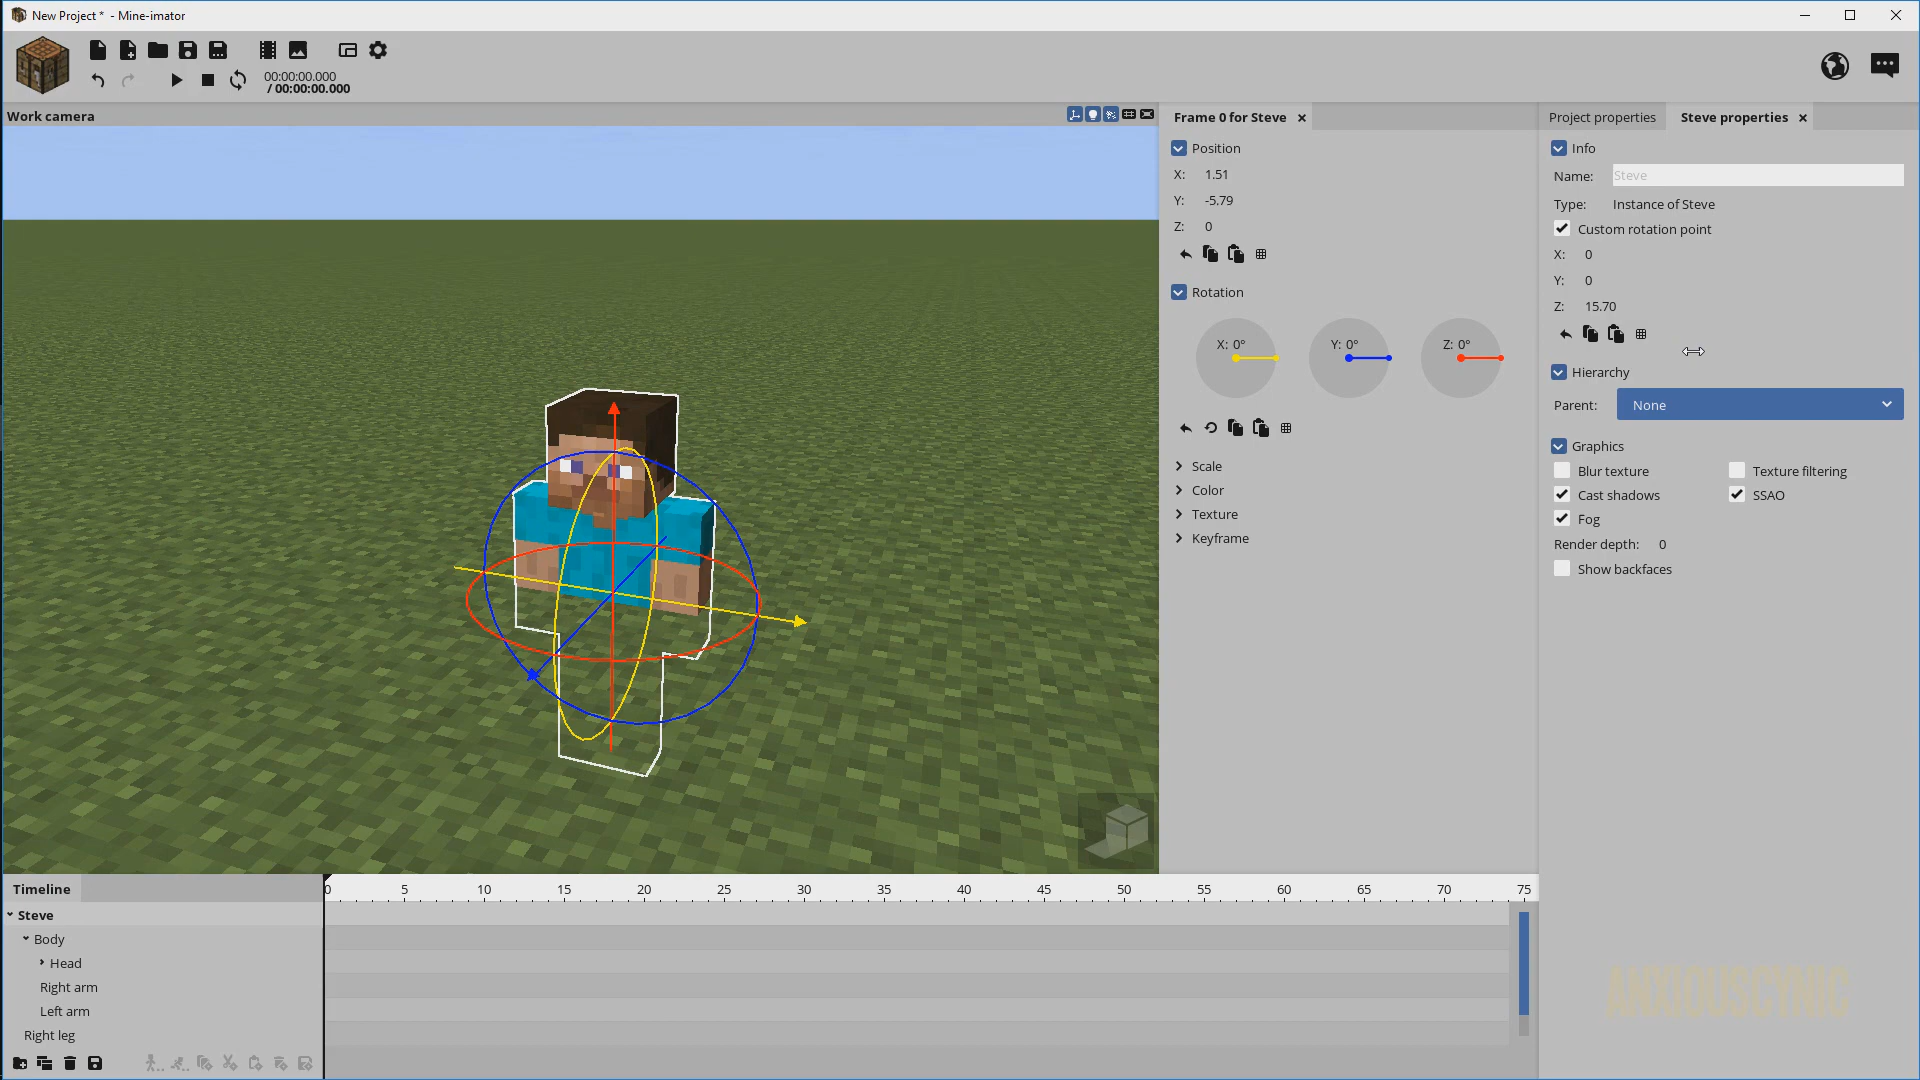 New Project * - Mine-imator
00:00:00.000
/ 00:00:00.000
Work camera
Frame 0 for Steve
Position
X: 1.51
Y: -5.79
Z: 0
Rotation
X: 0°
Y: 0°
Z: 0°
Scale
Color
Texture
Keyframe
Project properties
Steve properties
Info
Name: Steve
Type: Instance of Steve
Custom rotation point
X: 0
Y: 0
Z: 15.70
Hierarchy
Parent: None
Graphics
Blur texture
Texture filtering
Cast shadows
SSAO
Fog
Render depth: 0
Show backfaces
Timeline
0 5 10 15 20 25 30 35 40 45 50 55 60 65 70 75
Steve
Body
Head
Right arm
Left arm
Right leg
ANXIOUSCYNIC